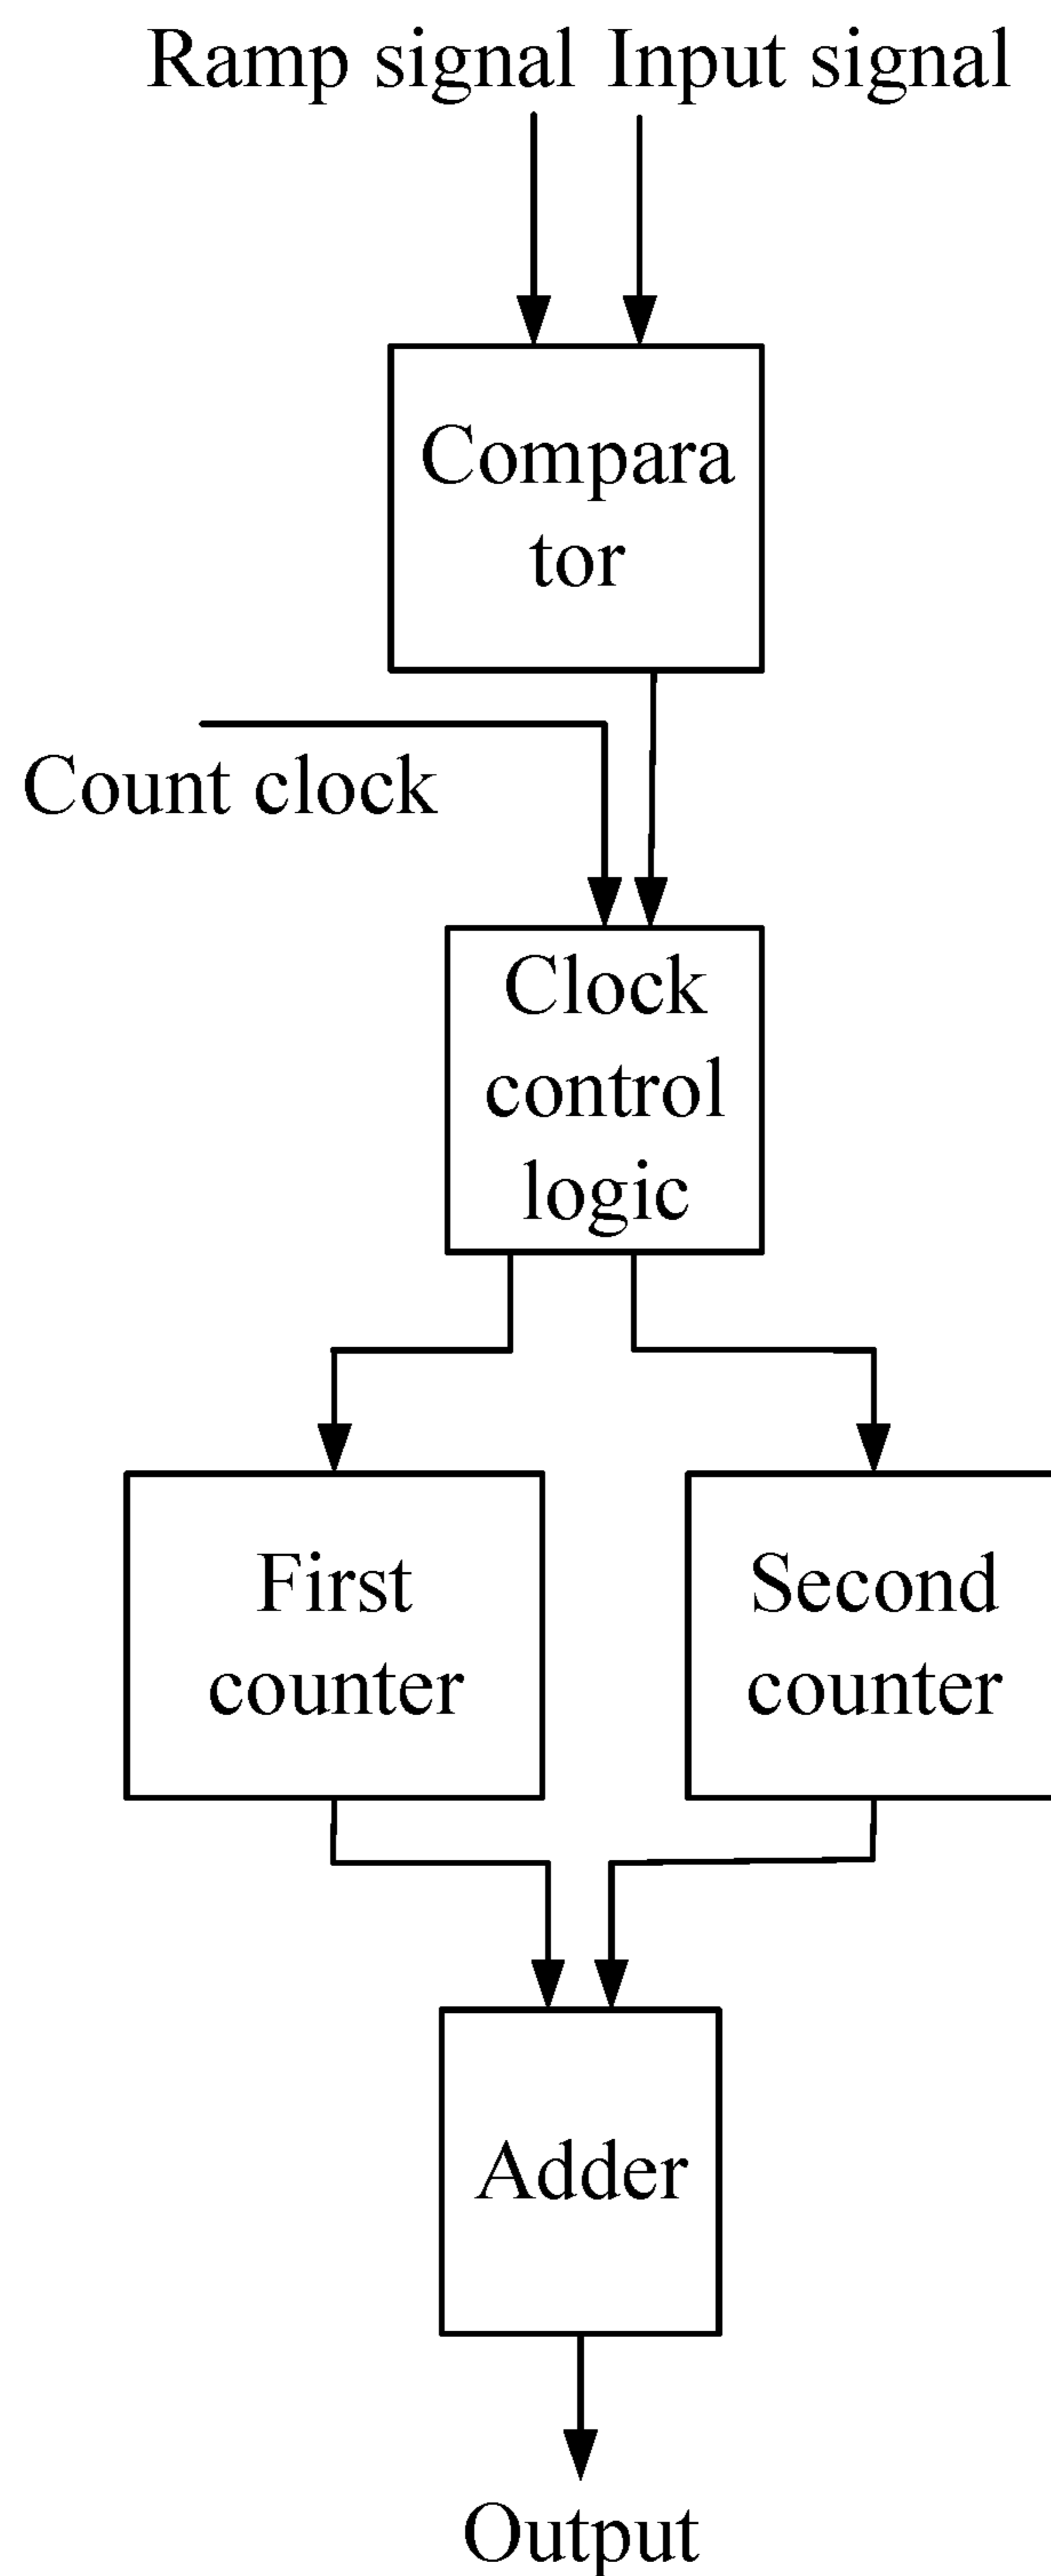 Ramp signal Input signal
Compara
tor
Count clock
Clock
control
logic
First
counter
Second
counter
Adder
Output